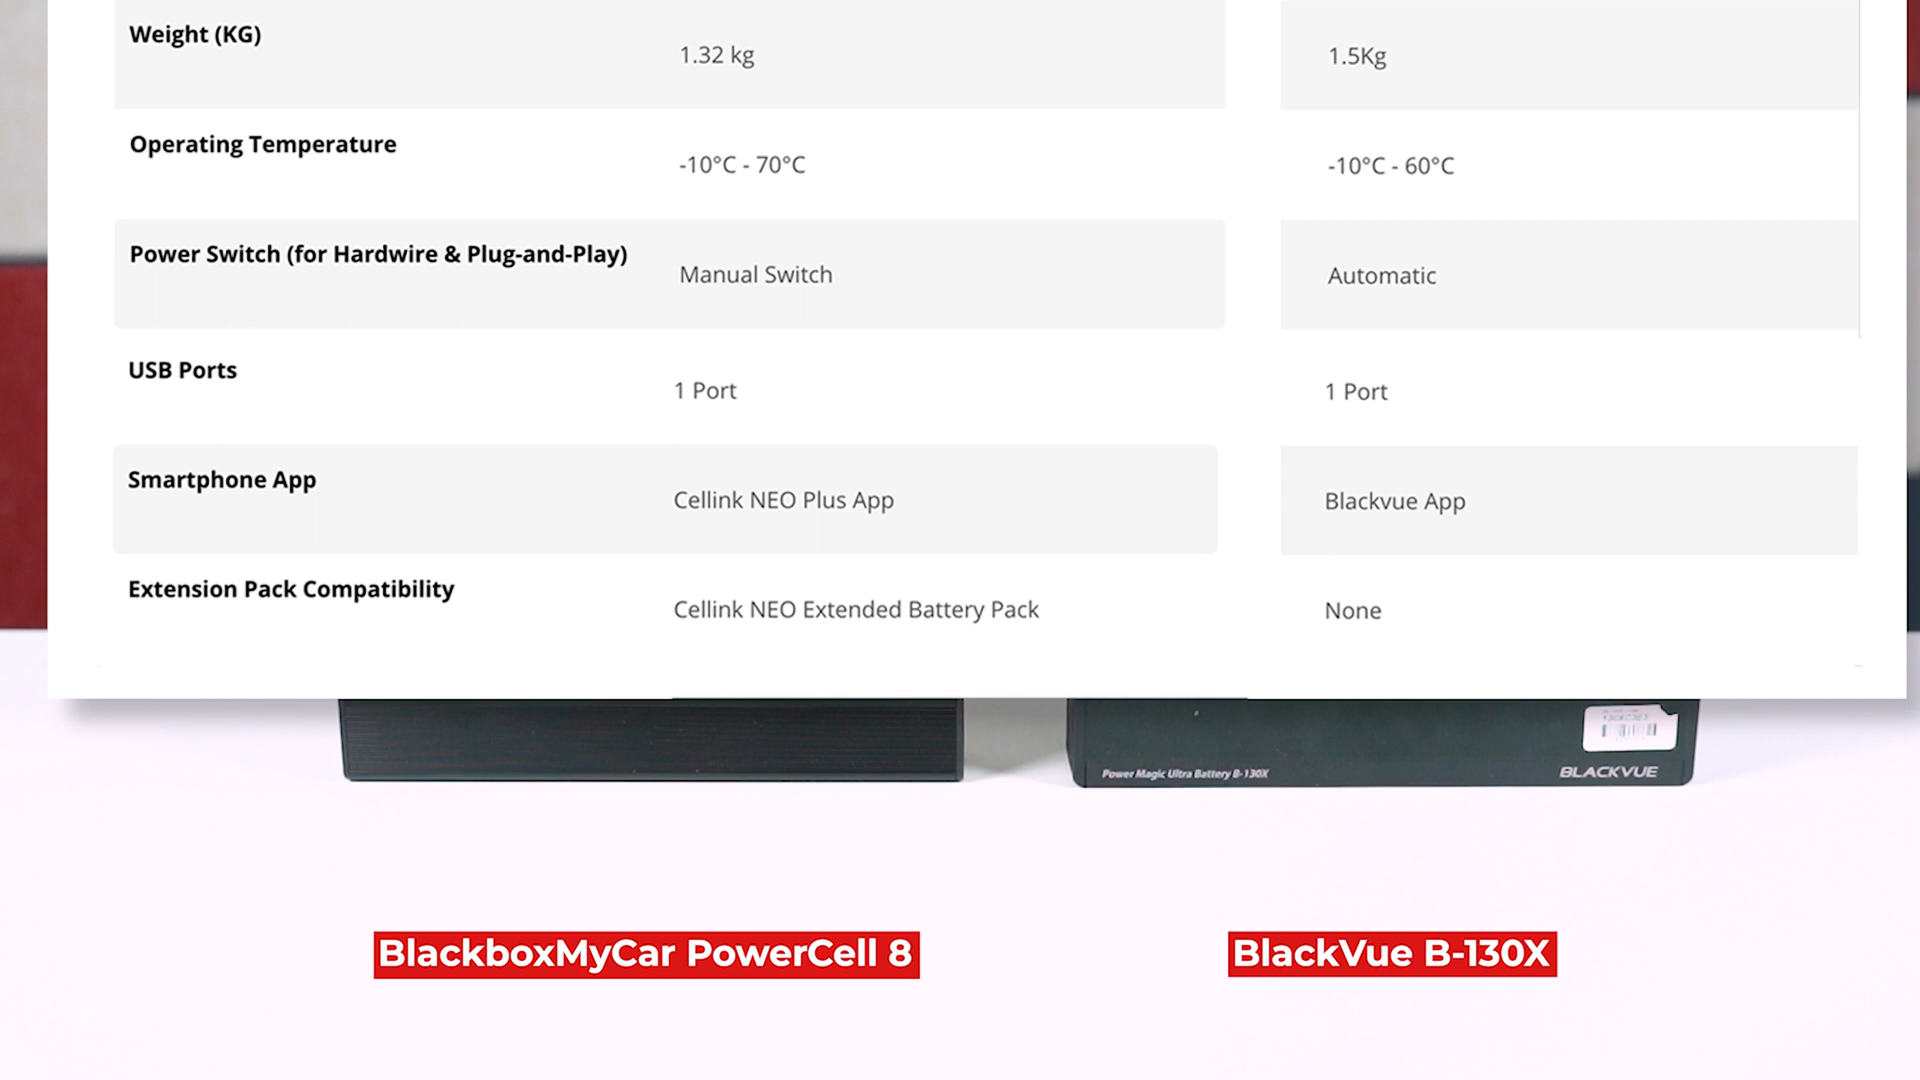 Weight (KG)
1.32 kg
1.5Kg
Operating Temperature
-10°C - 70°C
-10°C - 60°C
Power Switch (for Hardwire & Plug-and-Play)
Manual Switch
Automatic
USB Ports
1 Port
1 Port
Smartphone App
Cellink NEO Plus App
Blackvue App
Extension Pack Compatibility
Cellink NEO Extended Battery Pack
None
Power Magic Ultra Battery B-130X
BLACKVUE
BlackboxMyCar PowerCell 8
BlackVue B-130X